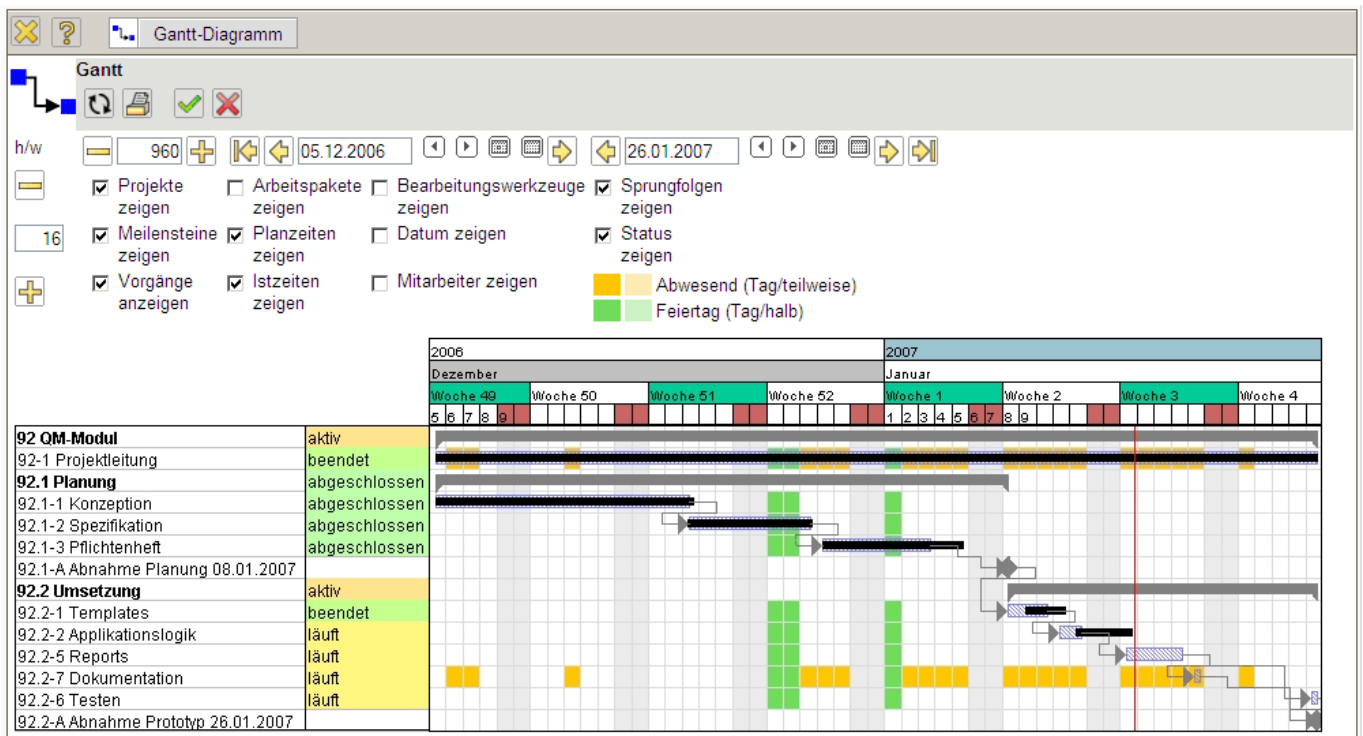 Gantt-Diagramm
Gantt
h/w 960 05.12.2006 26.01.2007
Projekte zeigen
Arbeitspakete zeigen
Bearbeitungswerkzeuge zeigen
Sprungfolgen zeigen
16
Meilensteine zeigen
Planzeiten zeigen
Datum zeigen
Status zeigen
Vorgänge anzeigen
Istzeiten zeigen
Mitarbeiter zeigen
Abwesend (Tag/teilweise)
Feiertag (Tag/halb)
2006 2007
Dezember Januar
Woche 49 Woche 50 Woche 51 Woche 52 Woche 1 Woche 2 Woche 3 Woche 4
5 6 7 8 9 1 2 3 4 5 6 7 8 9
92 QM-Modul aktiv
92-1 Projektleitung beendet
92.1 Planung abgeschlossen
92.1-1 Konzeption abgeschlossen
92.1-2 Spezifikation abgeschlossen
92.1-3 Pflichtenheft abgeschlossen
92.1-A Abnahme Planung 08.01.2007
92.2 Umsetzung aktiv
92.2-1 Templates beendet
92.2-2 Applikationslogik läuft
92.2-5 Reports läuft
92.2-7 Dokumentation läuft
92.2-6 Testen läuft
92.2-A Abnahme Prototyp 26.01.2007